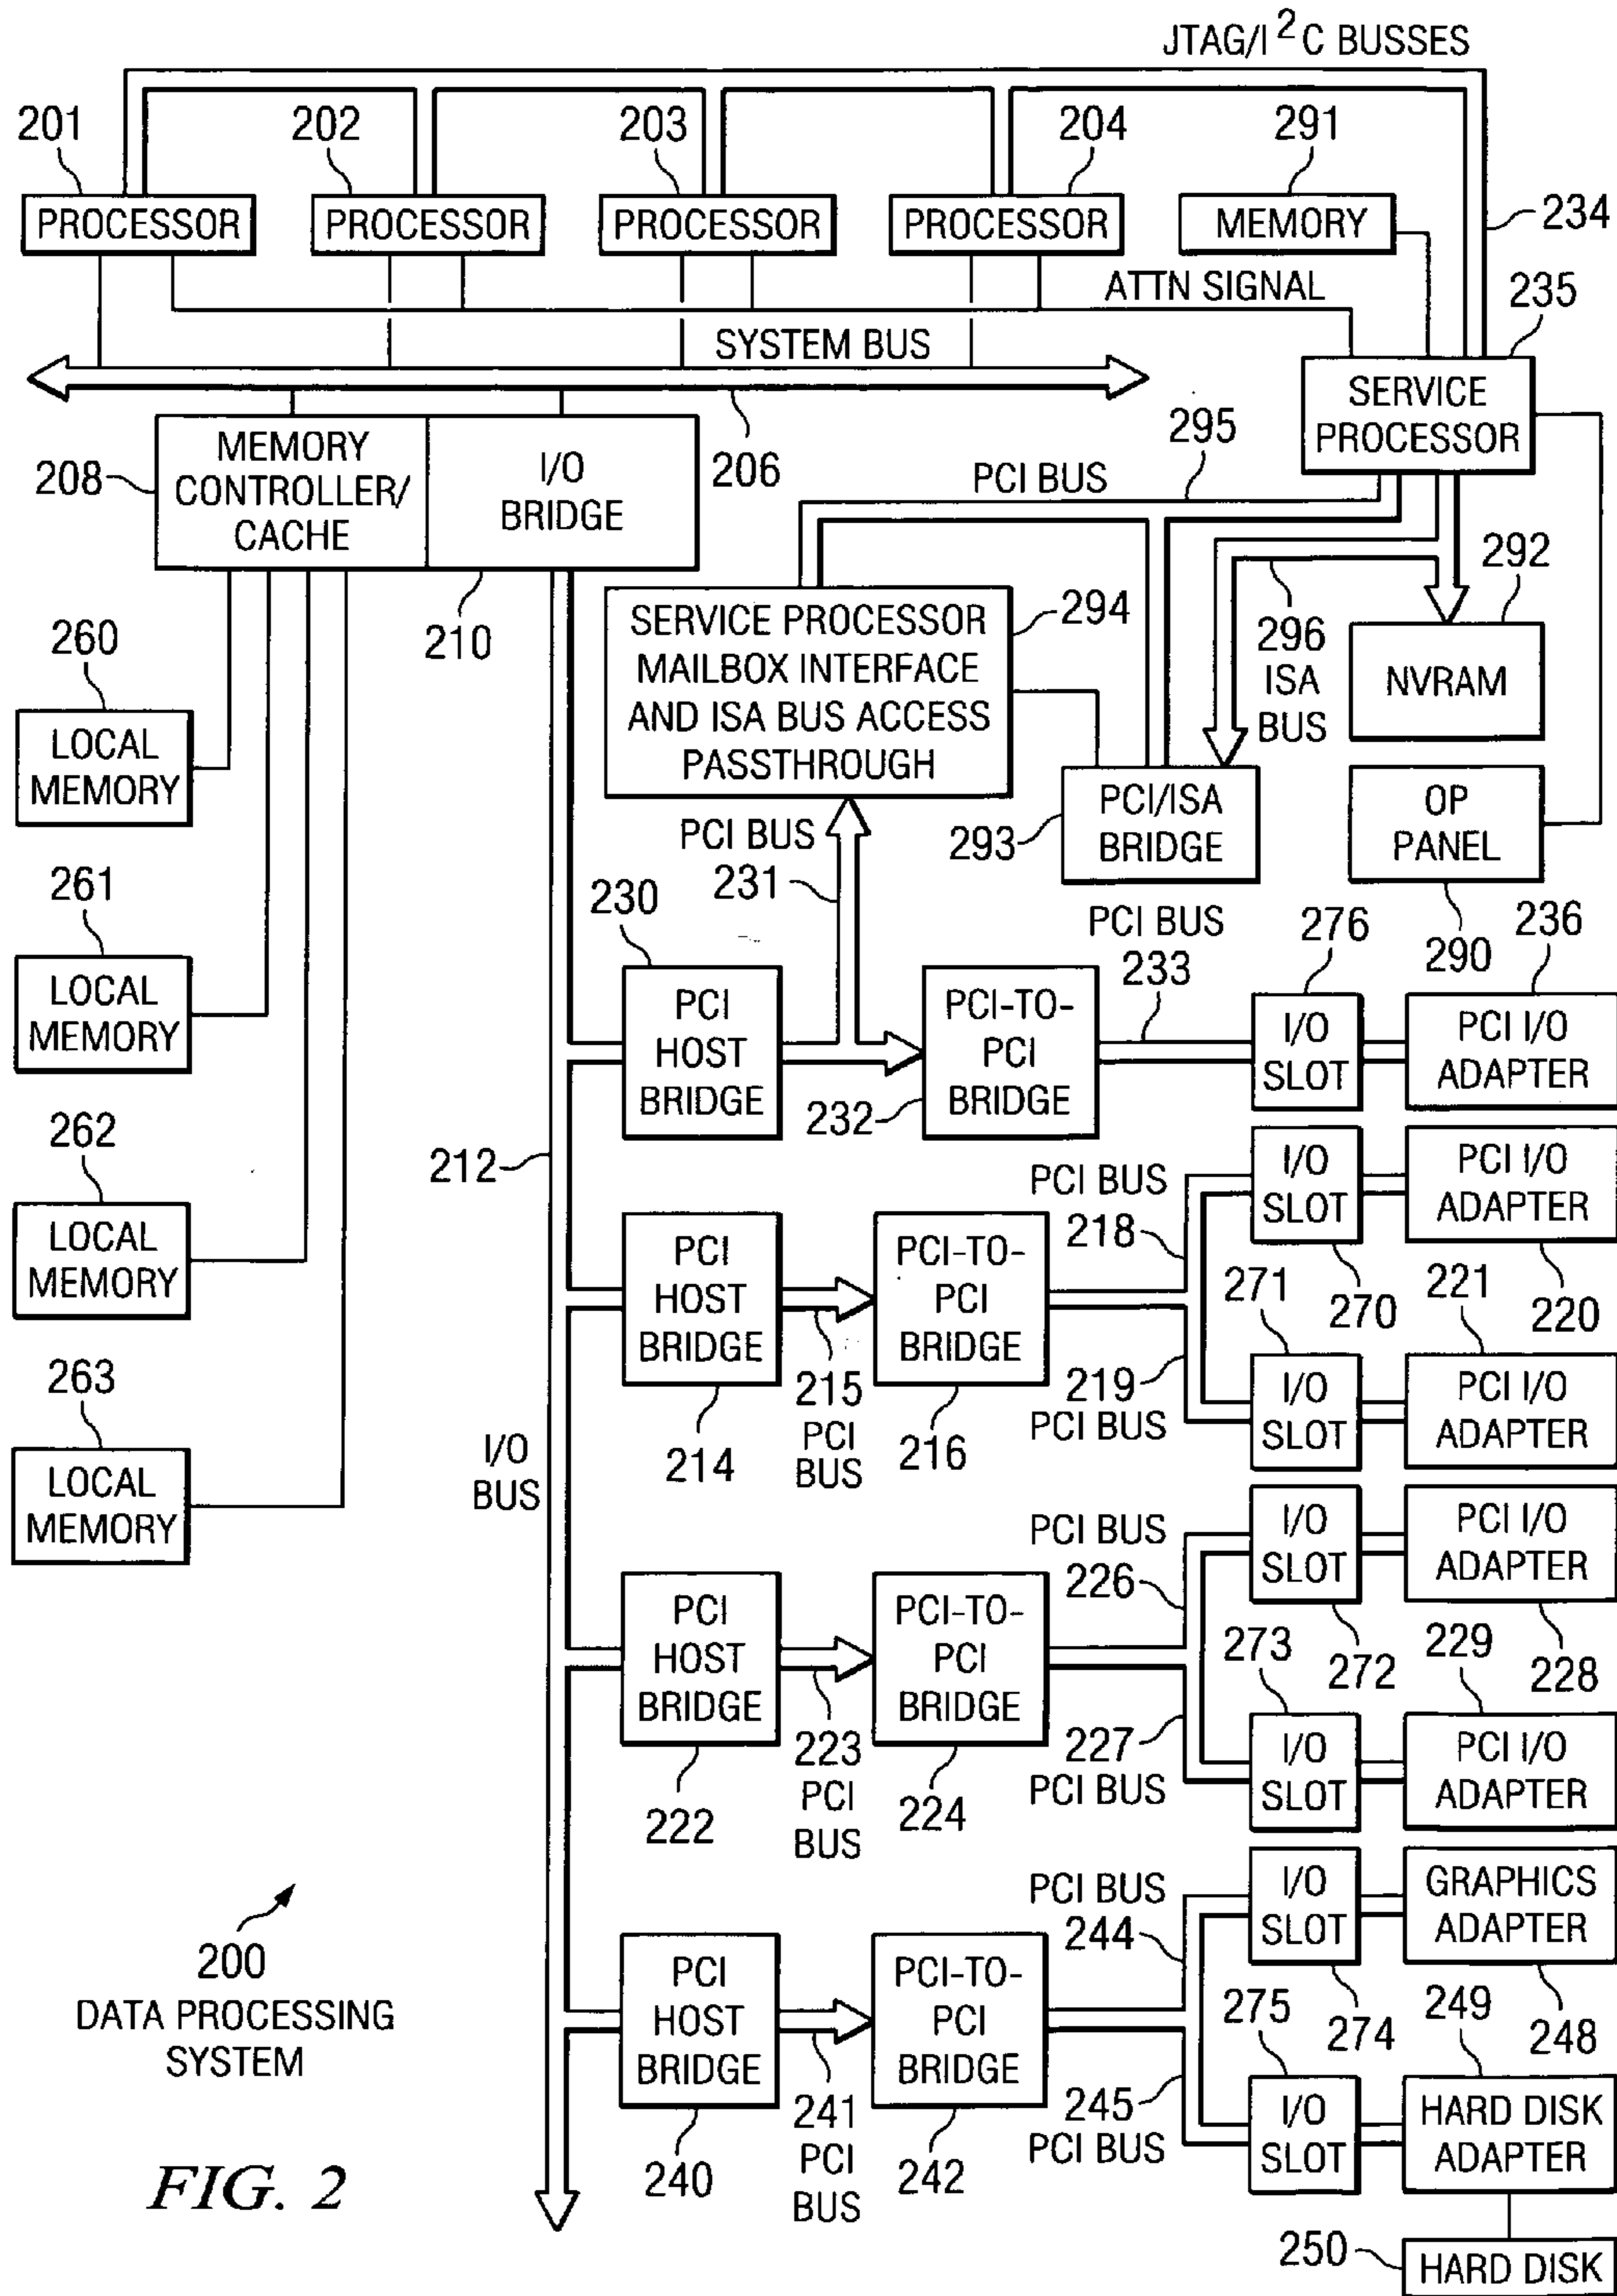 JTAG/I²C BUSSES
201
202
203
204
291
PROCESSOR
PROCESSOR
PROCESSOR
PROCESSOR
MEMORY
234
ATTN SIGNAL
235
SYSTEM BUS
SERVICE
PROCESSOR
208
MEMORY
CONTROLLER/
CACHE
I/O
BRIDGE
206
295
PCI BUS
210
292
294
SERVICE PROCESSOR
MAILBOX INTERFACE
AND ISA BUS ACCESS
PASSTHROUGH
296
ISA
BUS
NVRAM
260
LOCAL
MEMORY
PCI BUS
231
293
PCI/ISA
BRIDGE
OP
PANEL
290
261
LOCAL
MEMORY
230
PCI
HOST
BRIDGE
232
PCI-TO-
PCI
BRIDGE
PCI BUS
233
276
I/O
SLOT
236
PCI I/O
ADAPTER
262
LOCAL
MEMORY
212
PCI
HOST
BRIDGE
214
215
PCI
BUS
PCI-TO-
PCI
BRIDGE
216
PCI BUS
218
I/O
SLOT
270
PCI I/O
ADAPTER
220
219
PCI BUS
271
I/O
SLOT
221
PCI I/O
ADAPTER
263
LOCAL
MEMORY
I/O
BUS
PCI
HOST
BRIDGE
222
223
PCI
BUS
PCI-TO-
PCI
BRIDGE
224
PCI BUS
226
I/O
SLOT
272
PCI I/O
ADAPTER
228
227
PCI BUS
273
I/O
SLOT
229
PCI I/O
ADAPTER
200
DATA PROCESSING
SYSTEM
PCI
HOST
BRIDGE
240
241
PCI
BUS
PCI-TO-
PCI
BRIDGE
242
PCI BUS
244
I/O
SLOT
274
GRAPHICS
ADAPTER
248
245
PCI BUS
275
I/O
SLOT
249
HARD DISK
ADAPTER
FIG. 2
250
HARD DISK